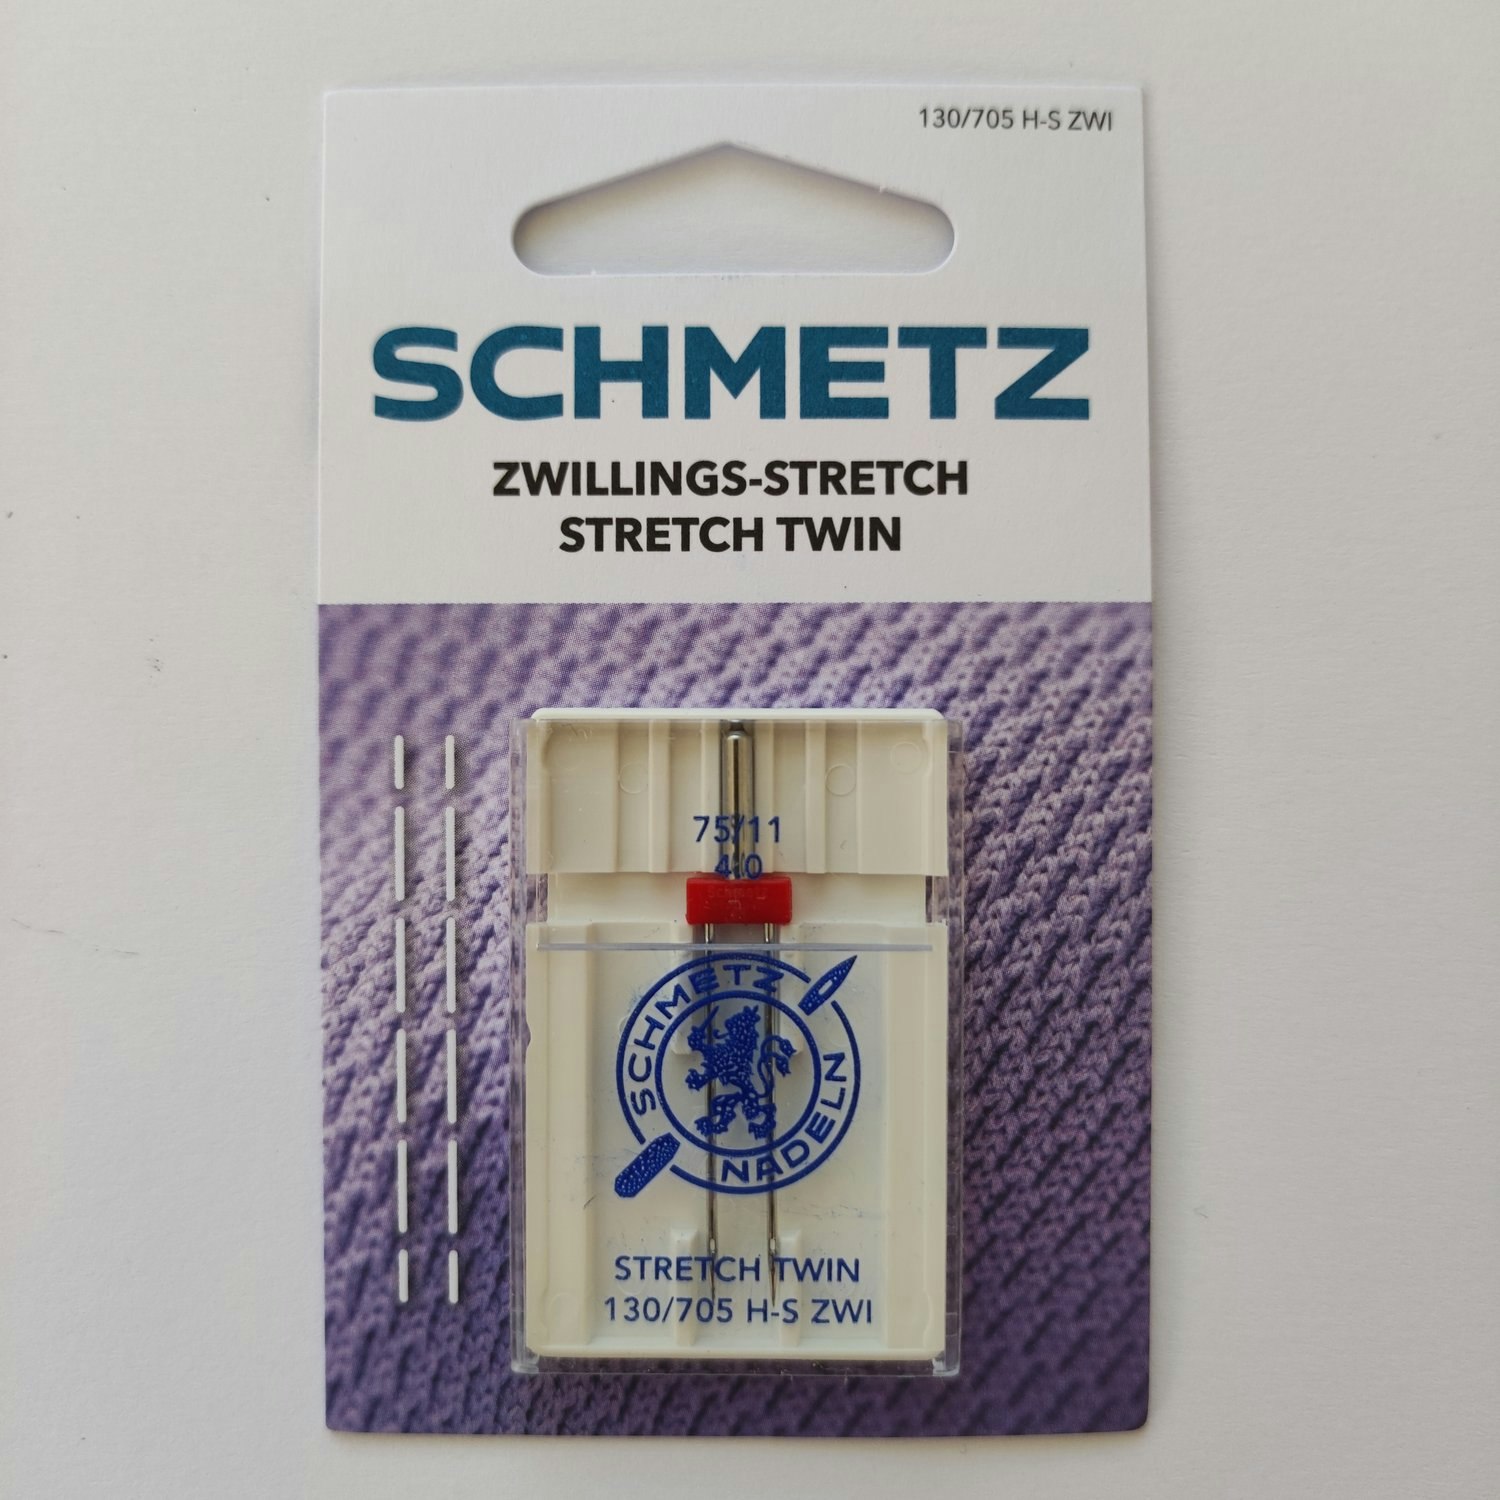 130/705 H-S ZWI
SCHMETZ
ZWILLINGS-STRETCH
STRETCH TWIN
75/11
4.0
SCHMETZ
NADELN
STRETCH TWIN
130/705 H-S ZWI